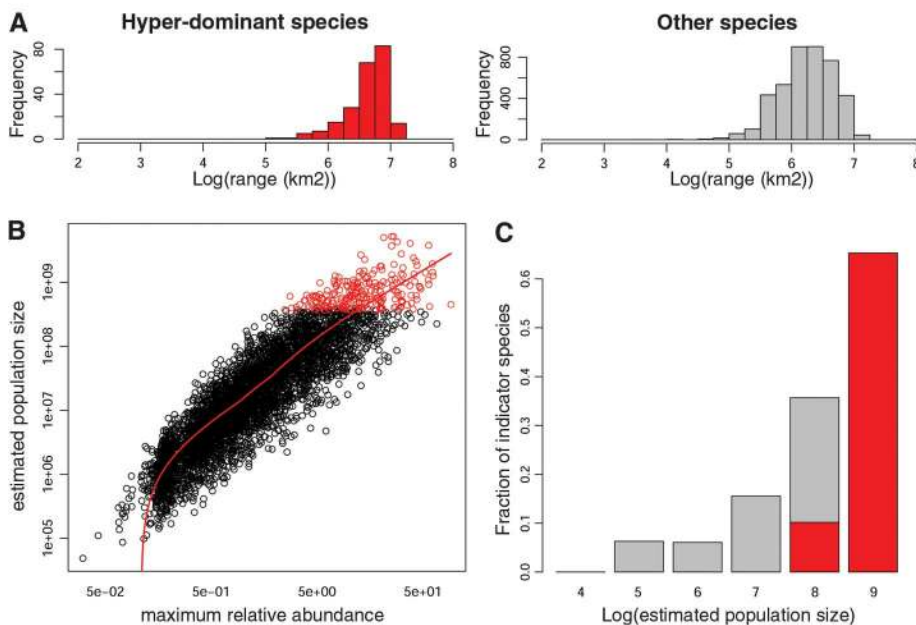 A
Hyper-dominant species
Other species
Frequency
0 40 80
2 3 4 5 6 7 8
Log(range (km2))
Frequency
0 400 800
2 3 4 5 6 7 8
Log(range (km2))
B
estimated population size
1e+05 1e+06 1e+07 1e+08 1e+09
5e-02 5e-01 5e+00 5e+01
maximum relative abundance
C
Fraction of indicator species
0.0 0.1 0.2 0.3 0.4 0.5 0.6
4 5 6 7 8 9
Log(estimated population size)